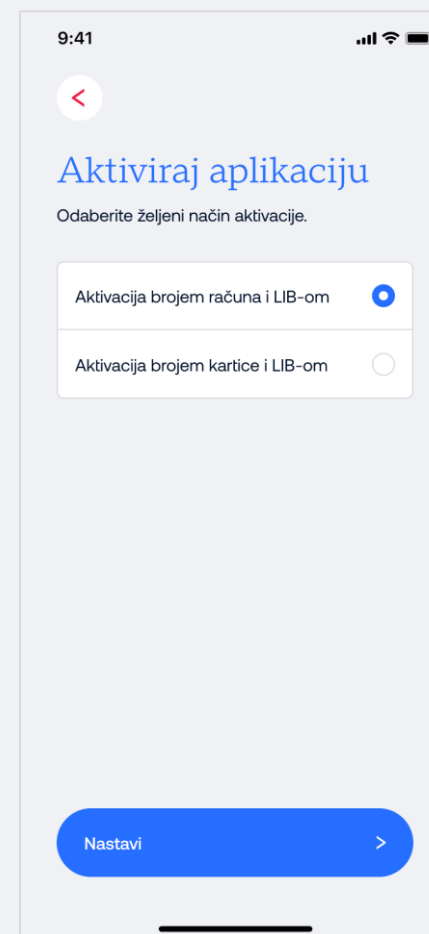 9:41
Aktiviraj aplikaciju
Odaberite željeni način aktivacije.
Aktivacija brojem računa i LIB-om
Aktivacija brojem kartice i LIB-om
Nastavi